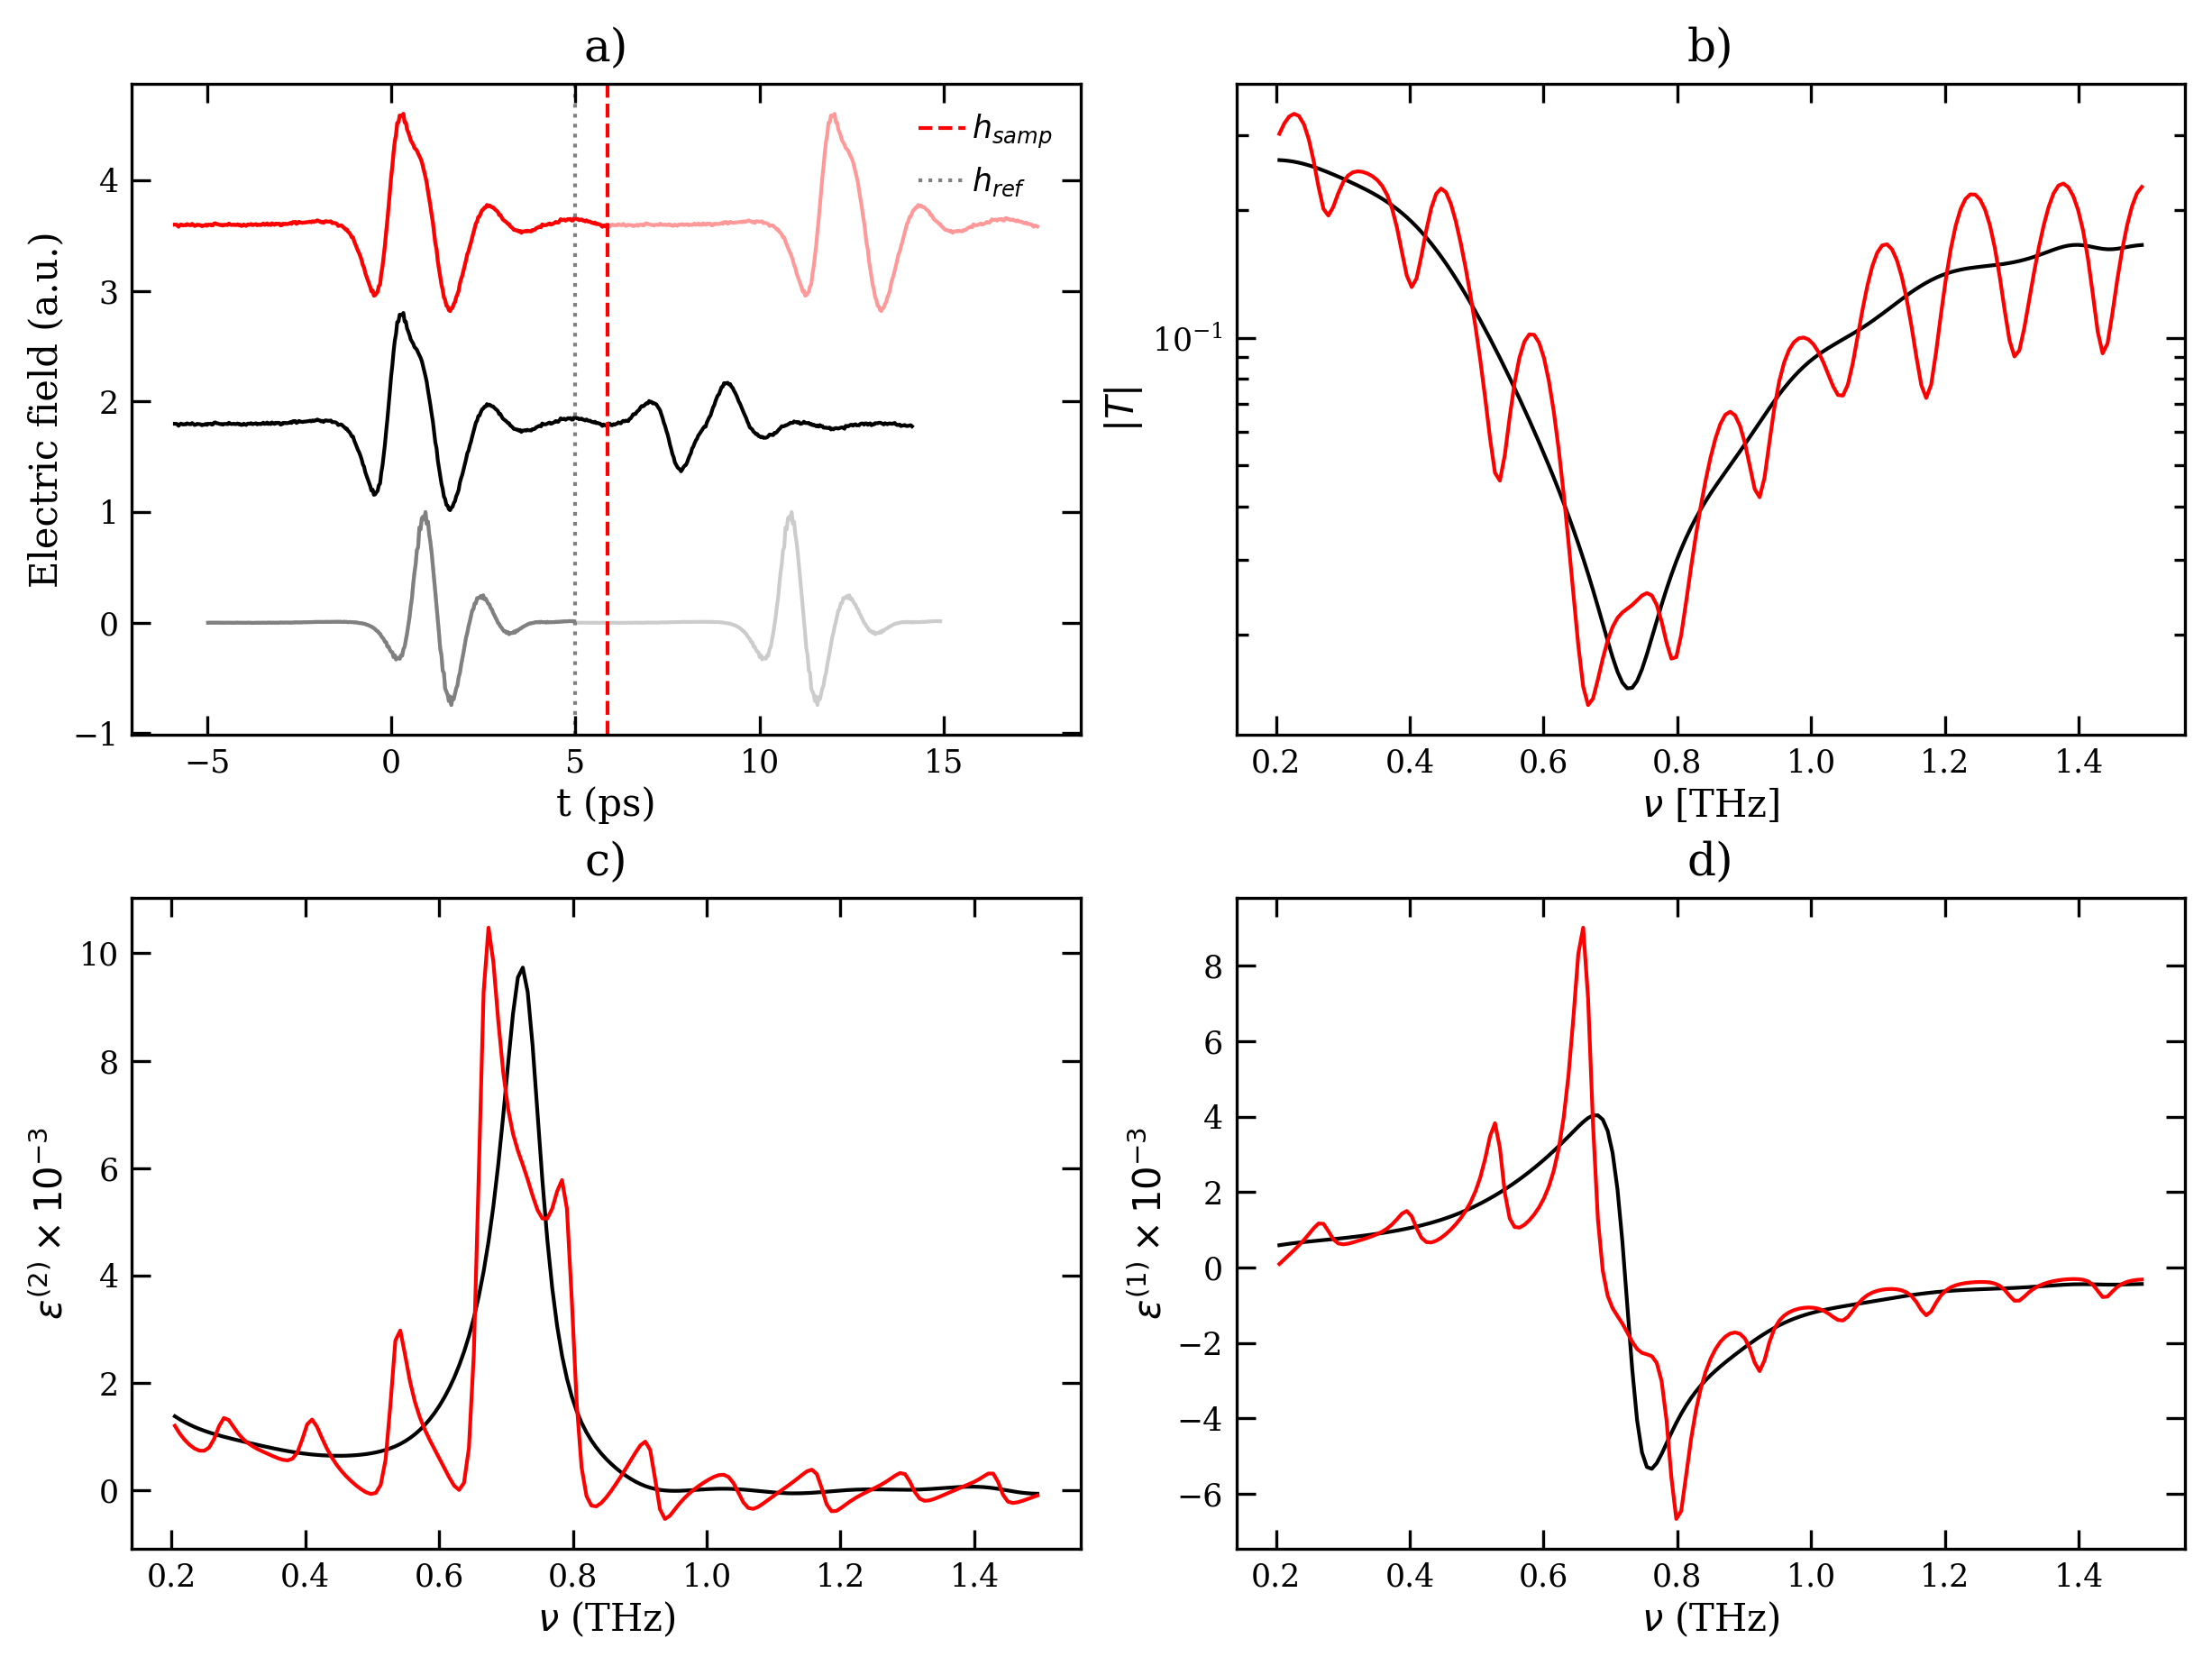 a)
Electric field (a.u.)
4
3
2
1
0
−1
−5 0 5 10 15
t (ps)
h_samp
h_ref
b)
|T|
10⁻¹
0.2 0.4 0.6 0.8 1.0 1.2 1.4
ν [THz]
c)
ε⁽²⁾ × 10⁻³
10
8
6
4
2
0
0.2 0.4 0.6 0.8 1.0 1.2 1.4
ν (THz)
d)
ε⁽¹⁾ × 10⁻³
8
6
4
2
0
−2
−4
−6
0.2 0.4 0.6 0.8 1.0 1.2 1.4
ν (THz)